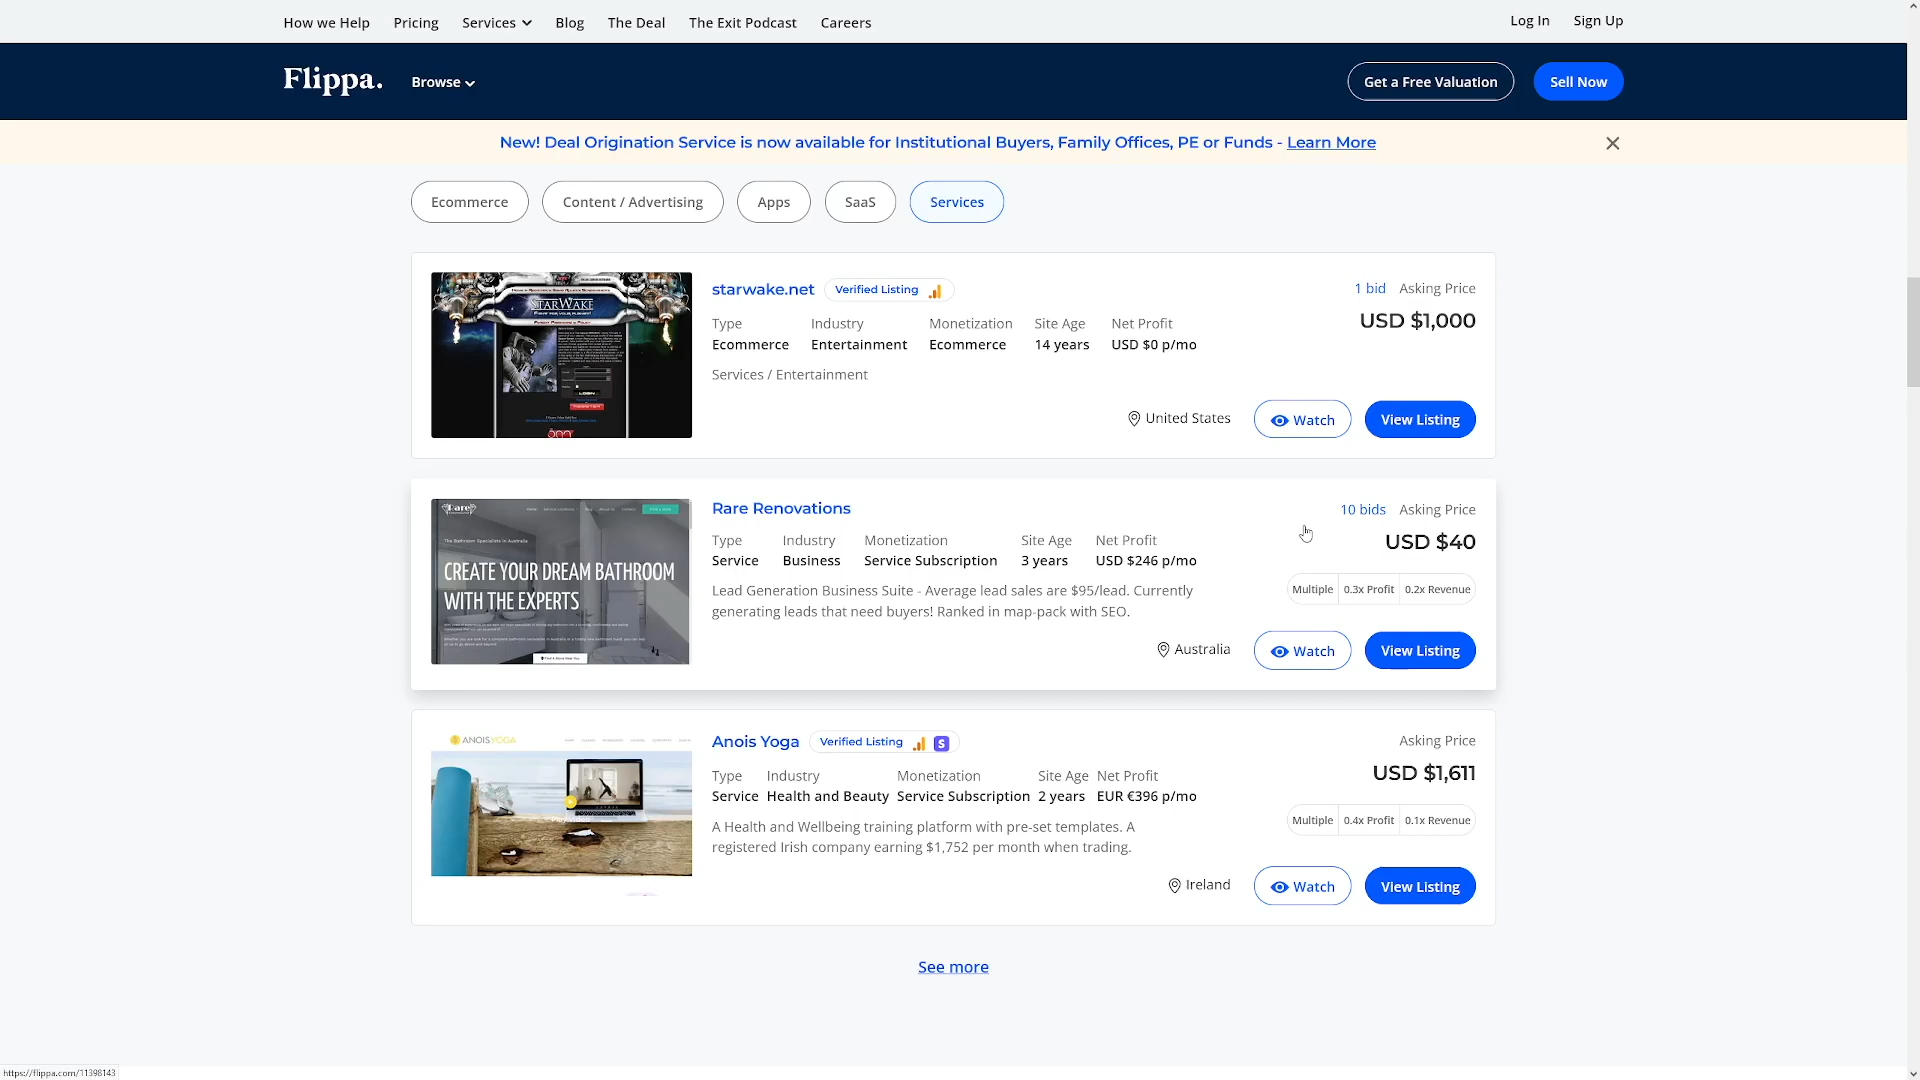 How we Help Pricing Services Blog The Deal The Exit Podcast Careers Log In Sign Up
Flippa. Browse Get a Free Valuation Sell Now
New! Deal Origination Service is now available for Institutional Buyers, Family Offices, PE or Funds - Learn More
Ecommerce Content / Advertising Apps SaaS Services
starwake.net Verified Listing 1 bid Asking Price
USD $1,000
Type Industry Monetization Site Age Net Profit
Ecommerce Entertainment Ecommerce 14 years USD $0 p/mo
Services / Entertainment
United States Watch View Listing
STARWAKE
LOGIN
Rare Renovations 10 bids Asking Price
USD $40
Type Industry Monetization Site Age Net Profit
Service Business Service Subscription 3 years USD $246 p/mo
Lead Generation Business Suite - Average lead sales are $95/lead. Currently
generating leads that need buyers! Ranked in map-pack with SEO.
Multiple 0.3x Profit 0.2x Revenue
Australia Watch View Listing
Rare
The Bathroom Specialists in Australia
CREATE YOUR DREAM BATHROOM
WITH THE EXPERTS
Anois Yoga Verified Listing S Asking Price
USD $1,611
Type Industry Monetization Site Age Net Profit
Service Health and Beauty Service Subscription 2 years EUR €396 p/mo
A Health and Wellbeing training platform with pre-set templates. A
registered Irish company earning $1,752 per month when trading.
Multiple 0.4x Profit 0.1x Revenue
Ireland Watch View Listing
ANOISYOGA
See more
https://flippa.com/11398143